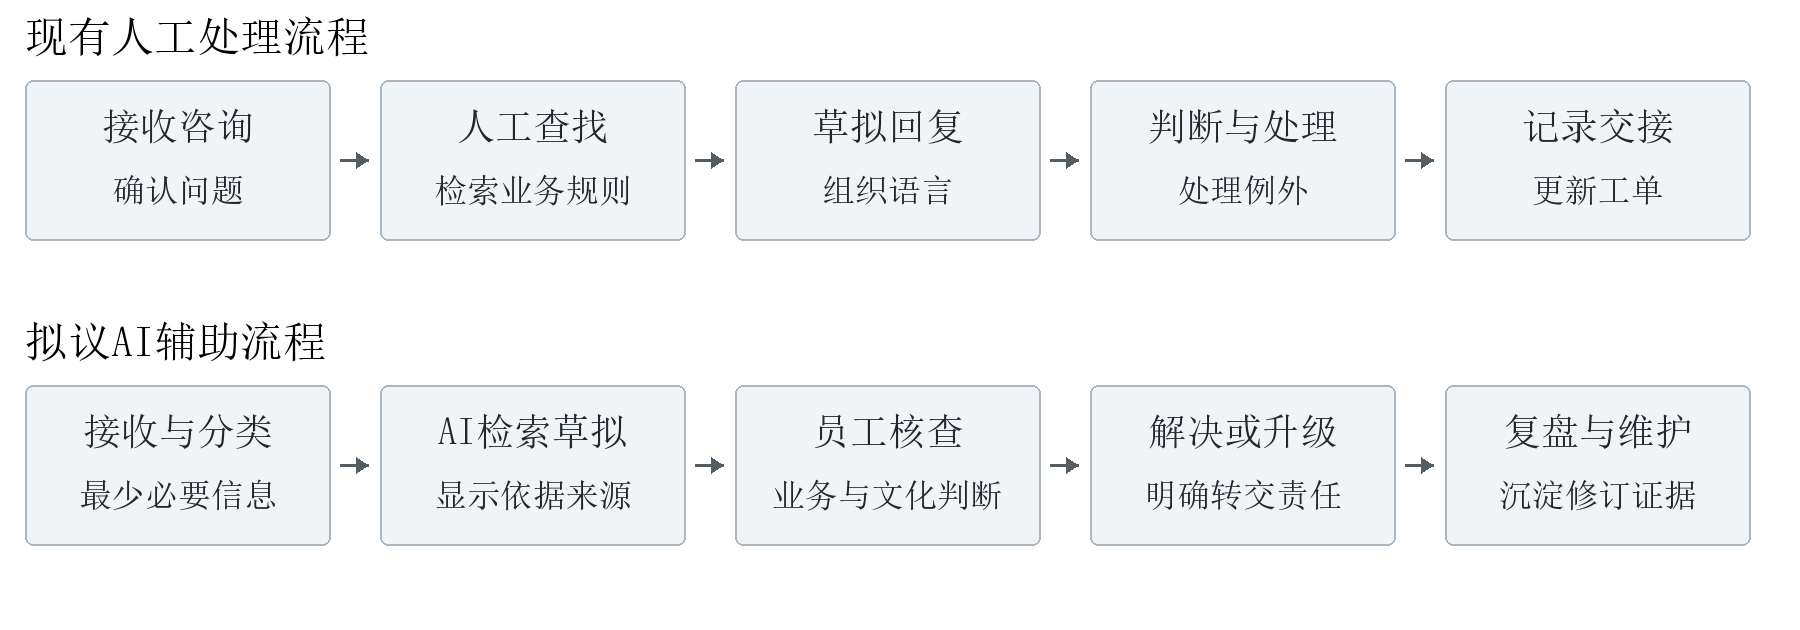 现有人工处理流程
接收咨询
确认问题
人工查找
检索业务规则
草拟回复
组织语言
判断与处理
处理例外
记录交接
更新工单
拟议AI辅助流程
接收与分类
最少必要信息
AI检索草拟
显示依据来源
员工核查
业务与文化判断
解决或升级
明确转交责任
复盘与维护
沉淀修订证据